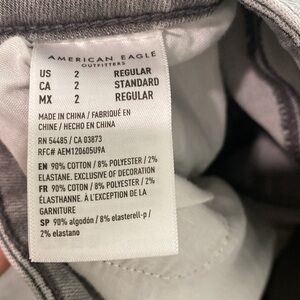 AMERICAN EAGLE
OUTFITTERS
US 2 REGULAR
CA 2 STANDARD
MX 2 REGULAR
MADE IN CHINA / FABRIQUÉ EN
CHINE / HECHO EN CHINA
RN 54485 / CA 03873
RFC# AEM120605U9A
EN 90% COTTON / 8% POLYESTER / 2%
ELASTANE. EXCLUSIVE OF DECORATION
FR 90% COTON / 8% POLYESTER / 2%
ÉLASTHANNE. À L'EXCEPTION DE LA
GARNITURE
SP 90% algodón / 8% elasterell-p /
2% elastano